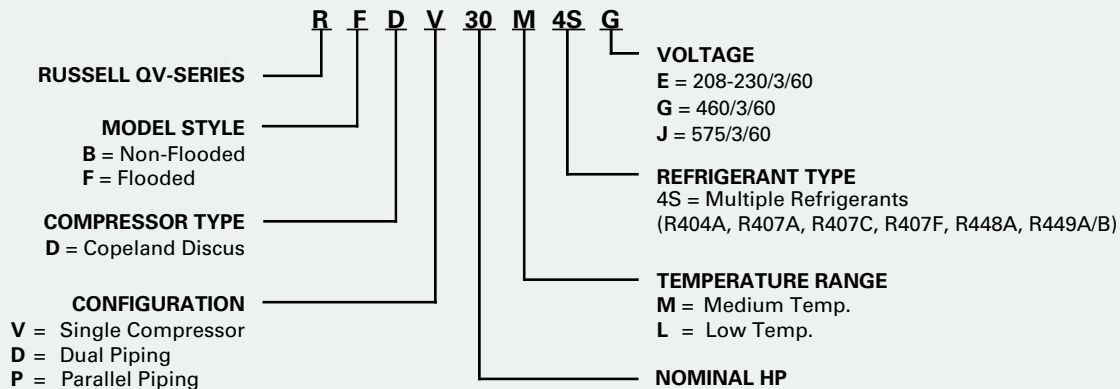 R F D V 30 M 4S G
RUSSELL QV-SERIES
MODEL STYLE
B = Non-Flooded
F = Flooded
COMPRESSOR TYPE
D = Copeland Discus
CONFIGURATION
V = Single Compressor
D = Dual Piping
P = Parallel Piping
VOLTAGE
E = 208-230/3/60
G = 460/3/60
J = 575/3/60
REFRIGERANT TYPE
4S = Multiple Refrigerants
(R404A, R407A, R407C, R407F, R448A, R449A/B)
TEMPERATURE RANGE
M = Medium Temp.
L = Low Temp.
NOMINAL HP